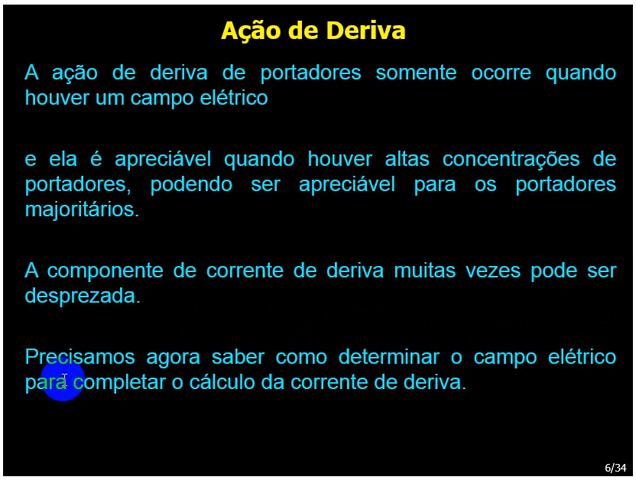 Ação de Deriva
A ação de deriva de portadores somente ocorre quando
houver um campo elétrico
e ela é apreciável quando houver altas concentrações de
portadores, podendo ser apreciável para os portadores
majoritários.
A componente de corrente de deriva muitas vezes pode ser
desprezada.
Precisamos agora saber como determinar o campo elétrico
para completar o cálculo da corrente de deriva.
6/34